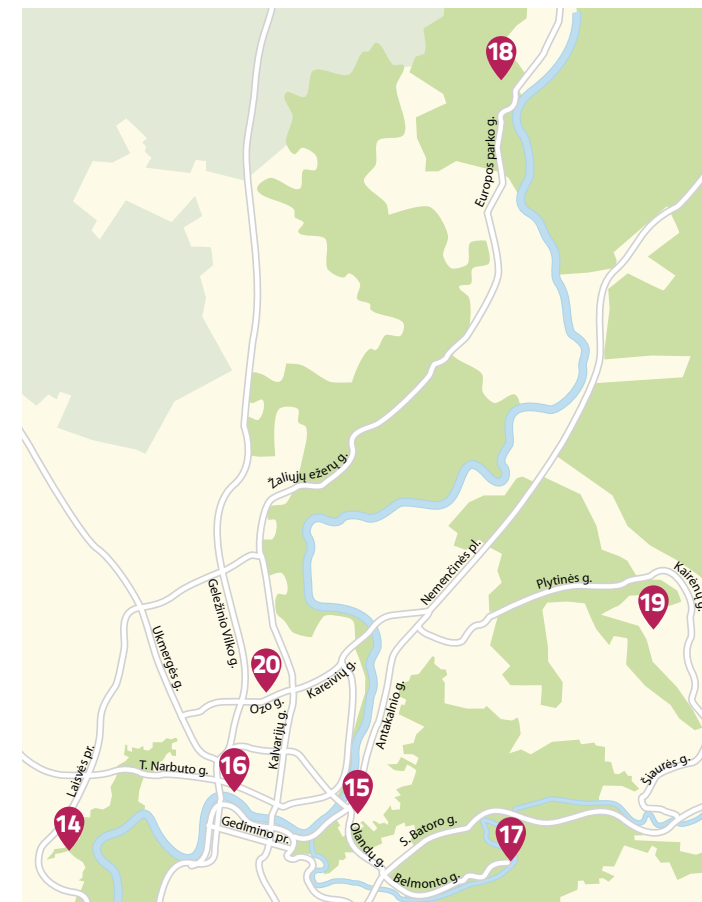 18
Europos parko g.
Žaliųjų ežerų g.
Nemenčinės pl.
Plytinės g.
Kairėnų g.
19
Geležinio Vilko g.
Ukmergės g.
20
Ozo g.
Kareivių g.
Kalvarijų g.
Antakalnio g.
Laisvės pr.
T. Narbuto g.
16
15
Šiaurės g.
14
Gedimino pr.
Olandų g.
S. Batoro g.
17
Belmonto g.